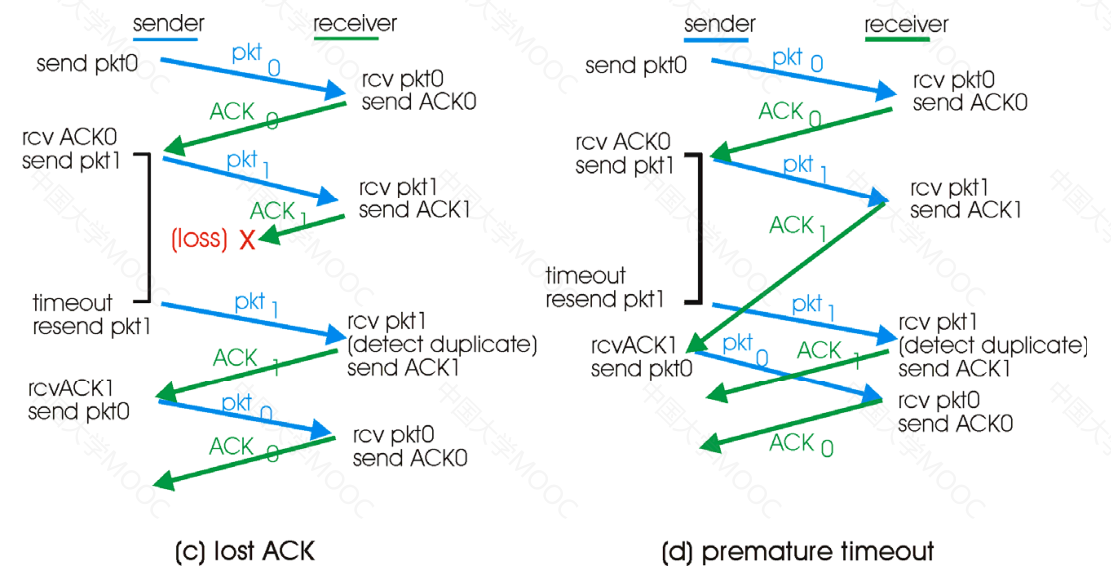 sender
receiver
send pkt0
pkt 0
rcv pkt0
send ACK0
ACK 0
rcv ACK0
send pkt1
pkt 1
rcv pkt1
send ACK1
ACK 1
(loss) X
timeout
resend pkt1
pkt 1
rcv pkt1
(detect duplicate)
send ACK1
ACK 1
rcvACK1
send pkt0
pkt 0
rcv pkt0
send ACK0
ACK 0
(c) lost ACK
sender
receiver
send pkt0
pkt 0
rcv pkt0
send ACK0
ACK 0
rcv ACK0
send pkt1
pkt 1
rcv pkt1
send ACK1
ACK 1
timeout
resend pkt1
pkt 1
rcv pkt1
(detect duplicate)
send ACK1
rcvACK1
send pkt0
pkt 0
ACK 1
rcv pkt0
send ACK0
ACK 0
(d) premature timeout
中国大学MOOC